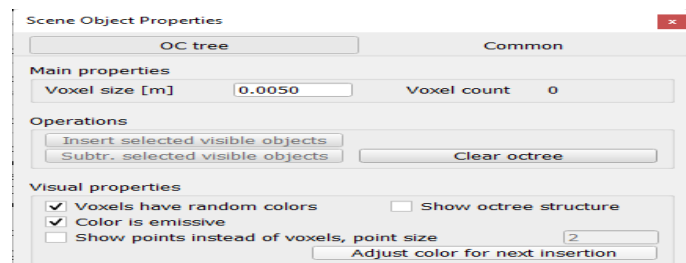 Scene Object Properties
OC tree Common
Main properties
Voxel size [m] 0.0050 Voxel count 0
Operations
Insert selected visible objects
Subtr. selected visible objects Clear octree
Visual properties
Voxels have random colors Show octree structure
Color is emissive
Show points instead of voxels, point size 2
Adjust color for next insertion